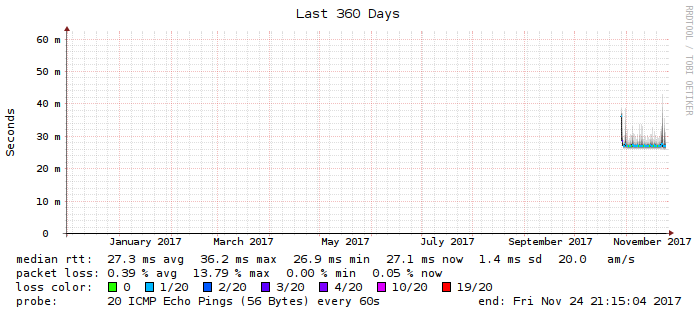 Last 360 Days
RRDTOOL / TOBI OETIKER
Seconds
60 m
50 m
40 m
30 m
20 m
10 m
0
January 2017 March 2017 May 2017 July 2017 September 2017 November 2017
median rtt: 27.3 ms avg 36.2 ms max 26.9 ms min 27.1 ms now 1.4 ms sd 20.0 am/s
packet loss: 0.39 % avg 13.79 % max 0.00 % min 0.05 % now
loss color: 0 1/20 2/20 3/20 4/20 10/20 19/20
probe: 20 ICMP Echo Pings (56 Bytes) every 60s end: Fri Nov 24 21:15:04 2017